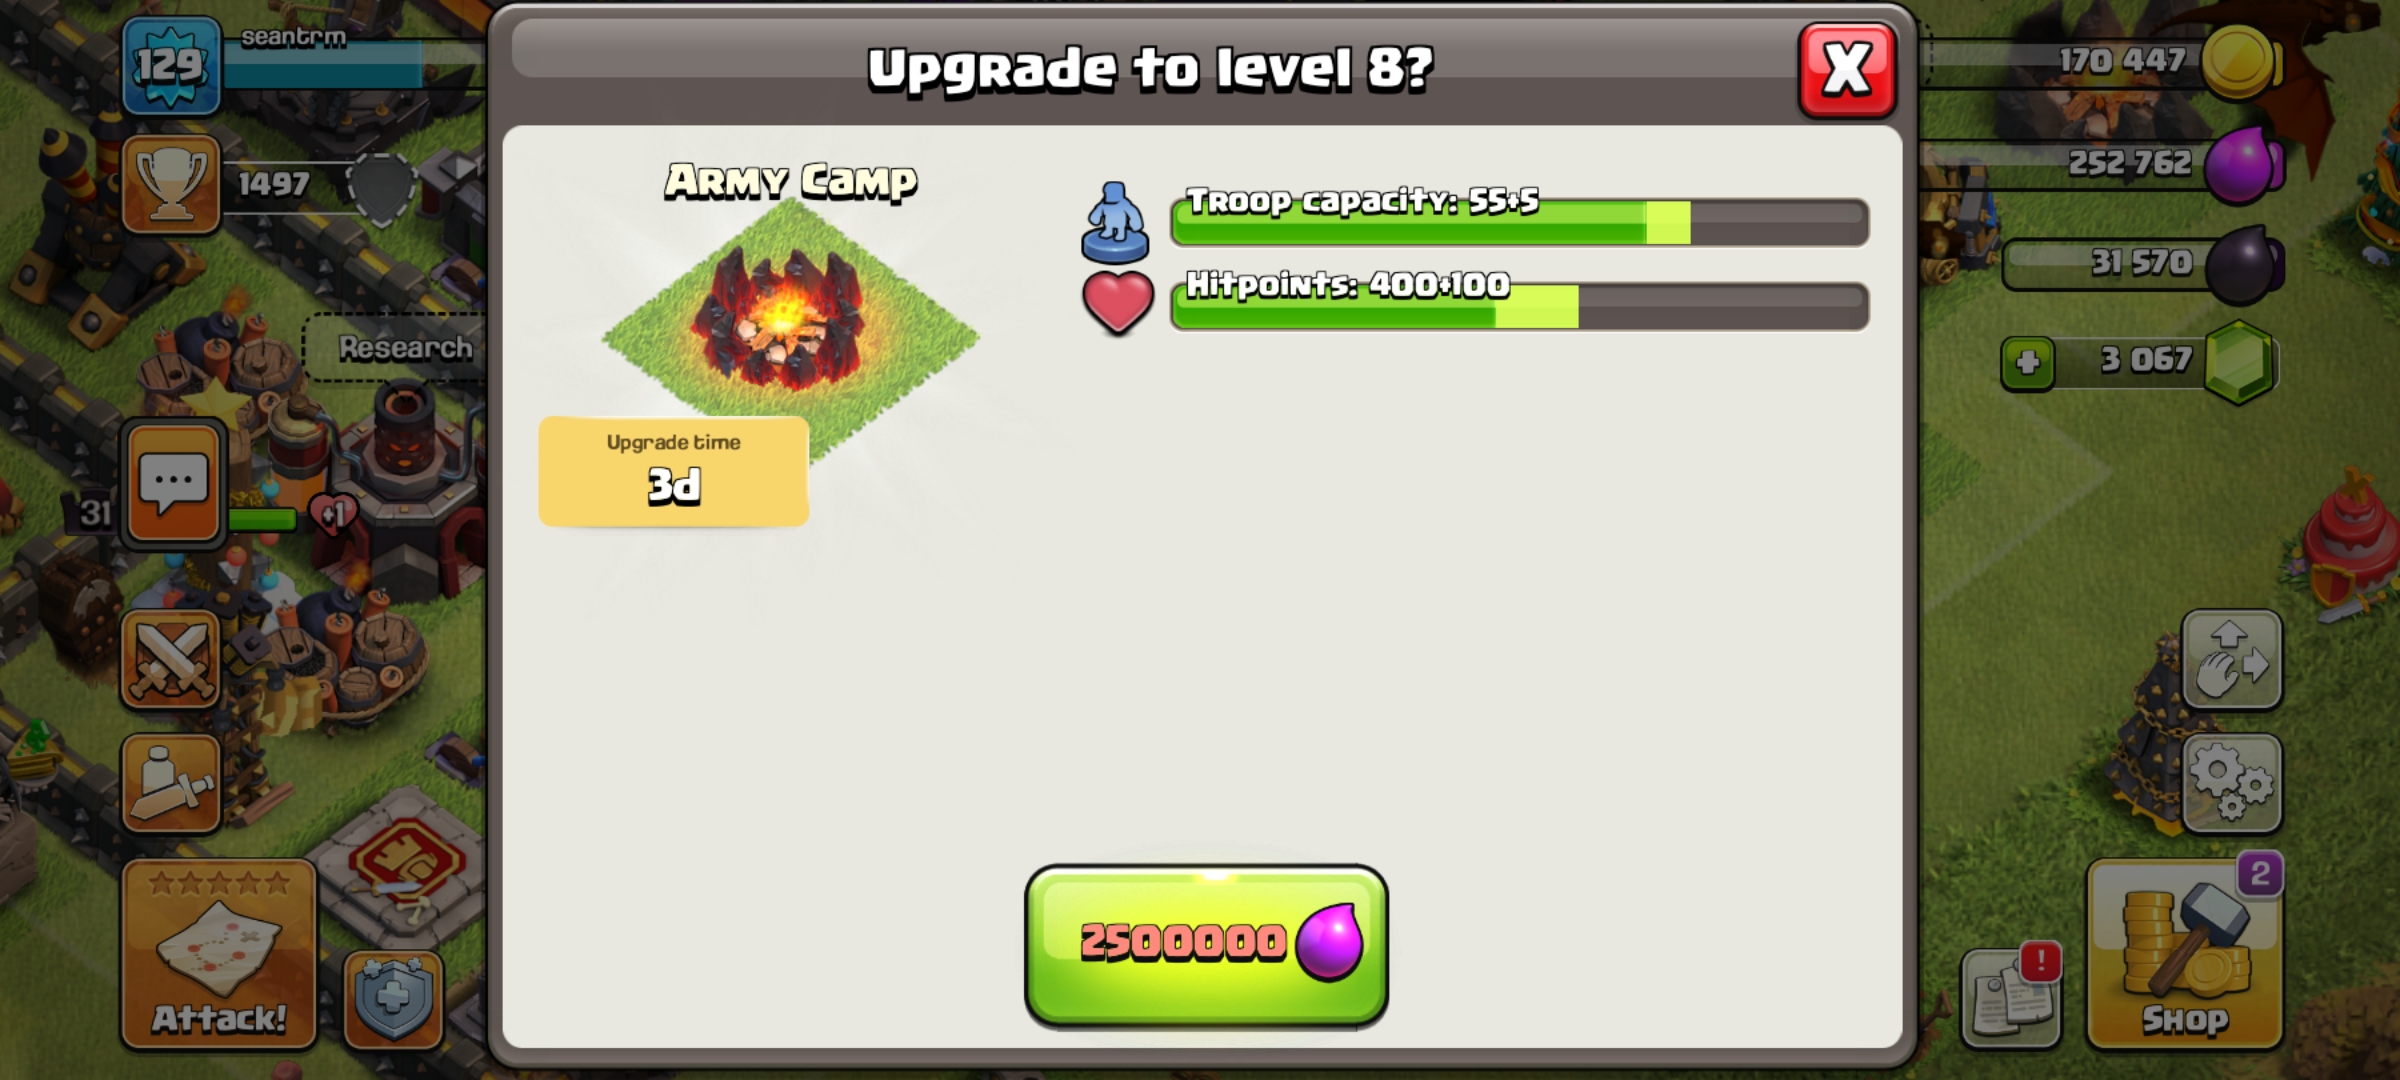 129
seantrm
1497
Research
31
+1
Attack!
Upgrade to level 8?
X
Army Camp
Upgrade time
3d
Troop capacity: 55+5
Hitpoints: 400+100
2500000
170 447
252 762
31 570
3 067
2
!
Shop